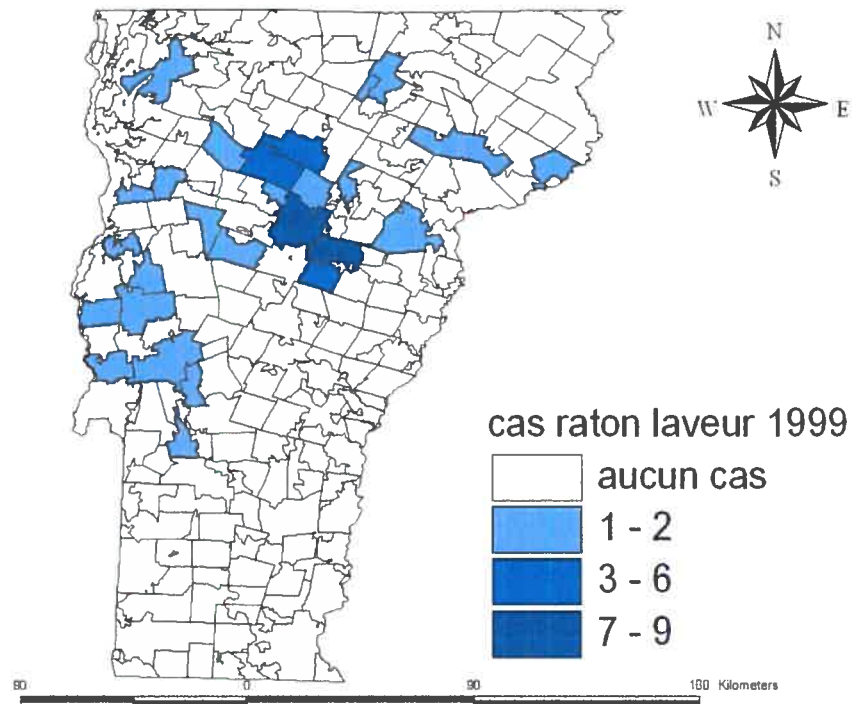 N
W E
S
cas raton laveur 1999
aucun cas
1 - 2
3 - 6
7 - 9
90 0 90 180 Kilometers